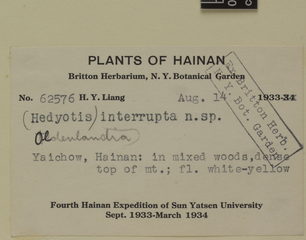 PLANTS OF HAINAN
Britton Herbarium, N. Y. Botanical Garden
No. 62576 H. Y. Liang Aug. 14 1933-34
(Hedyotis) interrupta n.sp.
Oldenlandia
Yaichow, Hainan: in mixed woods, dense
top of mt.; fl. white-yellow
Fourth Hainan Expedition of Sun Yatsen University
Sept. 1933-March 1934
Ex Britton Herb.
N. Y. Bot. Garden